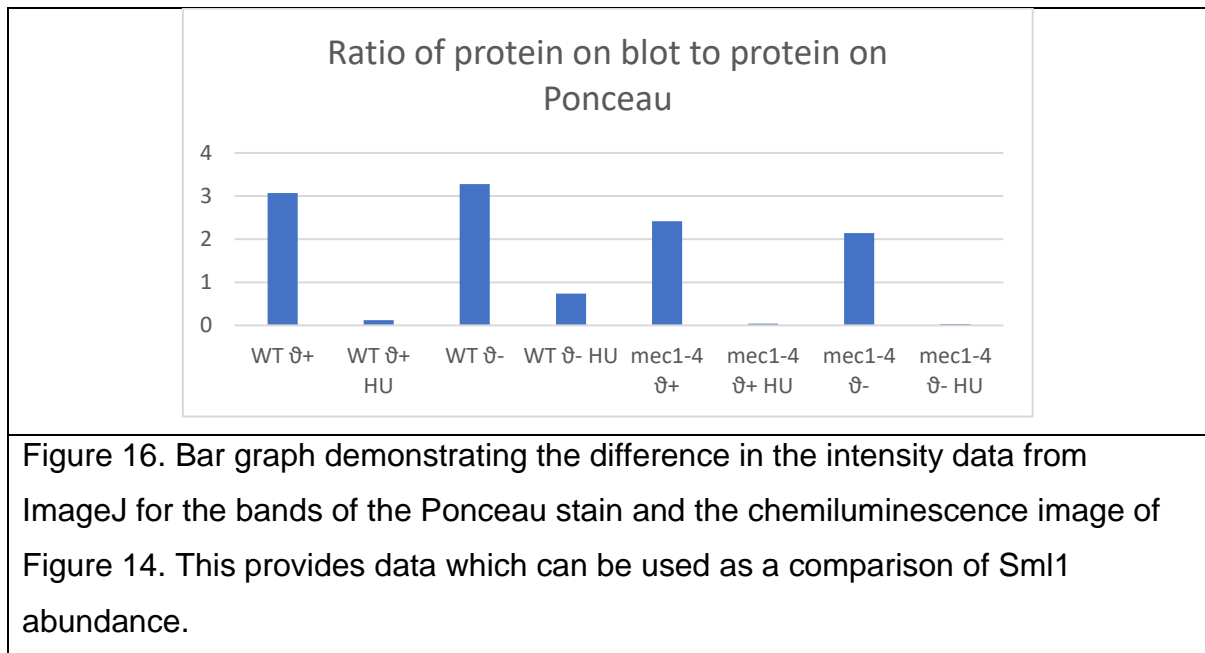 Ratio of protein on blot to protein on
Ponceau
4
3
2
1
0
WT ϑ+ WT ϑ+ WT ϑ- WT ϑ- HU mec1-4 mec1-4 mec1-4 mec1-4
HU ϑ+ ϑ+ HU ϑ- ϑ- HU
Figure 16. Bar graph demonstrating the difference in the intensity data from
ImageJ for the bands of the Ponceau stain and the chemiluminescence image of
Figure 14. This provides data which can be used as a comparison of Sml1
abundance.